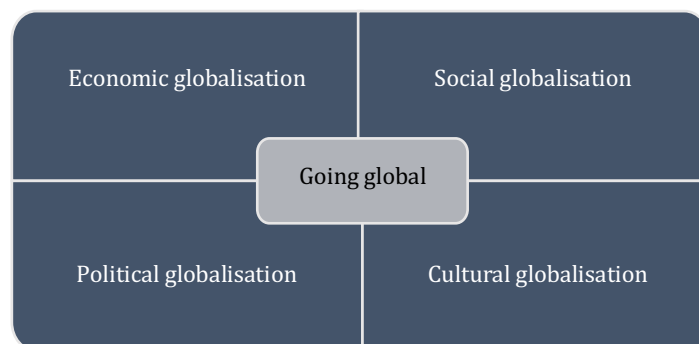 Economic globalisation
Social globalisation
Going global
Political globalisation
Cultural globalisation